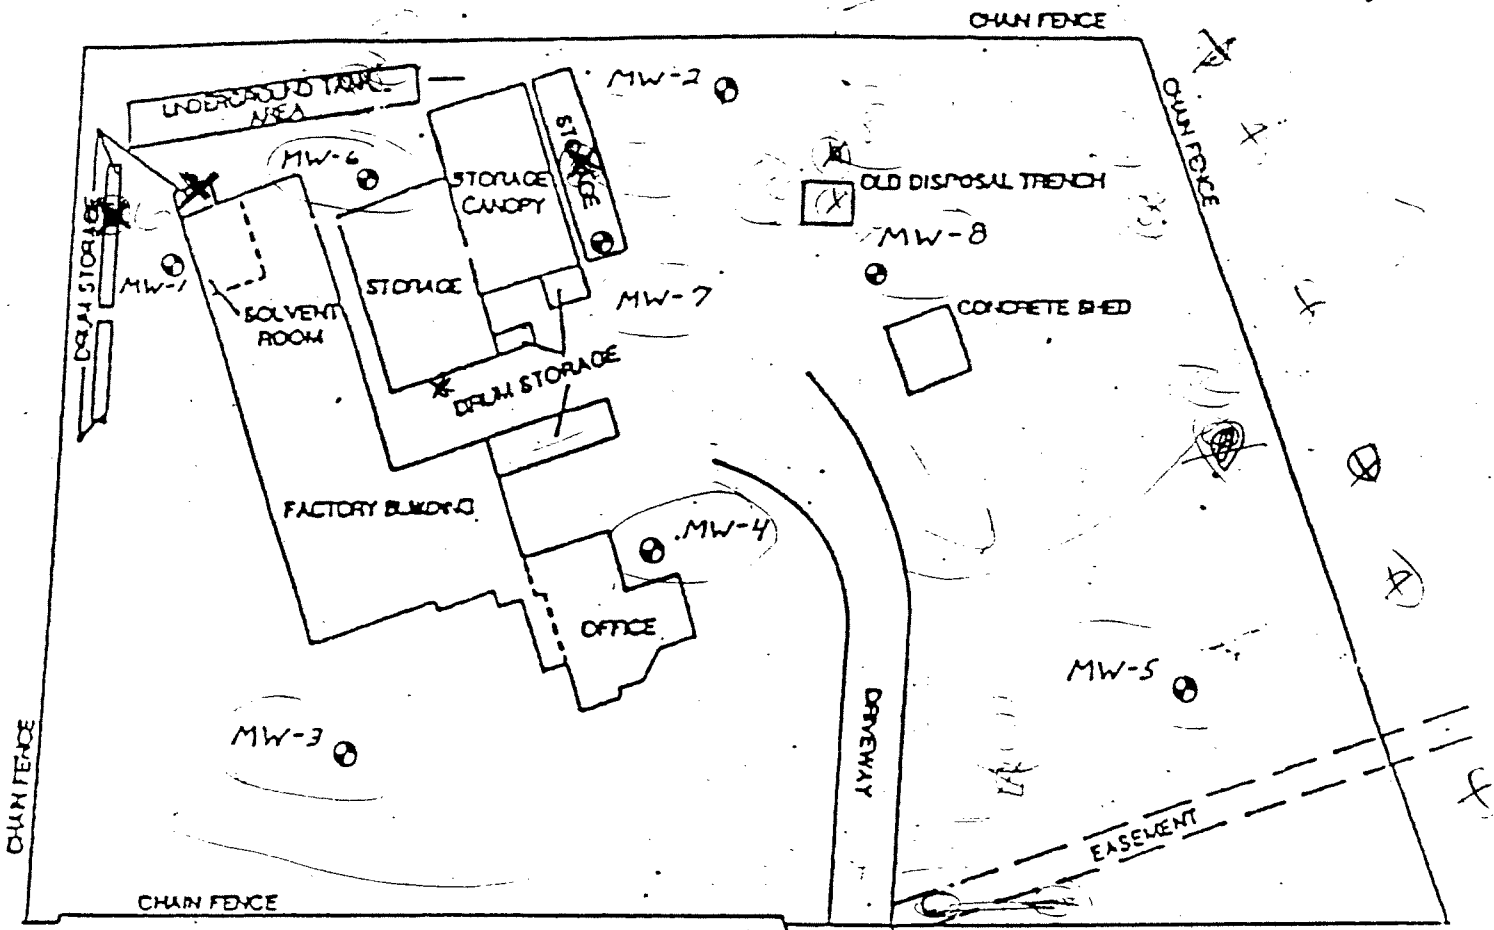 CHAIN FENCE
MW-2
UNDERGROUND TANK
AREA
CHAIN FENCE
STORAGE
MW-6
STORAGE
CANOPY
OLD DISPOSAL TRENCH
DRUM STORAGE
MW-8
MW-1
STORAGE
MW-7
SOLVENT
ROOM
CONCRETE SHED
DRUM STORAGE
FACTORY BUILDING
MW-4
OFFICE
MW-5
DRIVEWAY
MW-3
CHAIN FENCE
EASEMENT
CHAIN FENCE